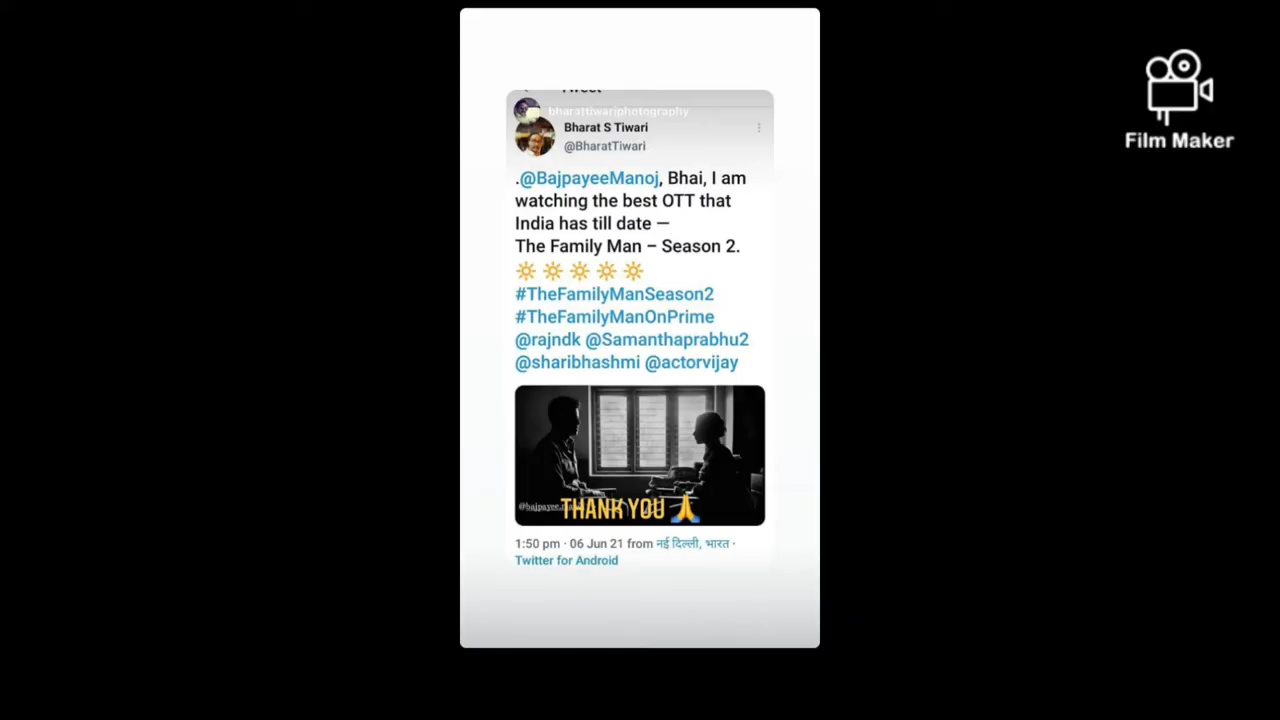 Tweet
bharattiwariphotography
Bharat S Tiwari
@BharatTiwari
.@BajpayeeManoj, Bhai, I am
watching the best OTT that
India has till date —
The Family Man – Season 2.
🔆 🔆 🔆 🔆 🔆
#TheFamilyManSeason2
#TheFamilyManOnPrime
@rajndk @Samanthaprabhu2
@sharibhashmi @actorvijay
THANK YOU 🙏
1:50 pm · 06 Jun 21 from नई दिल्ली, भारत ·
Twitter for Android
Film Maker